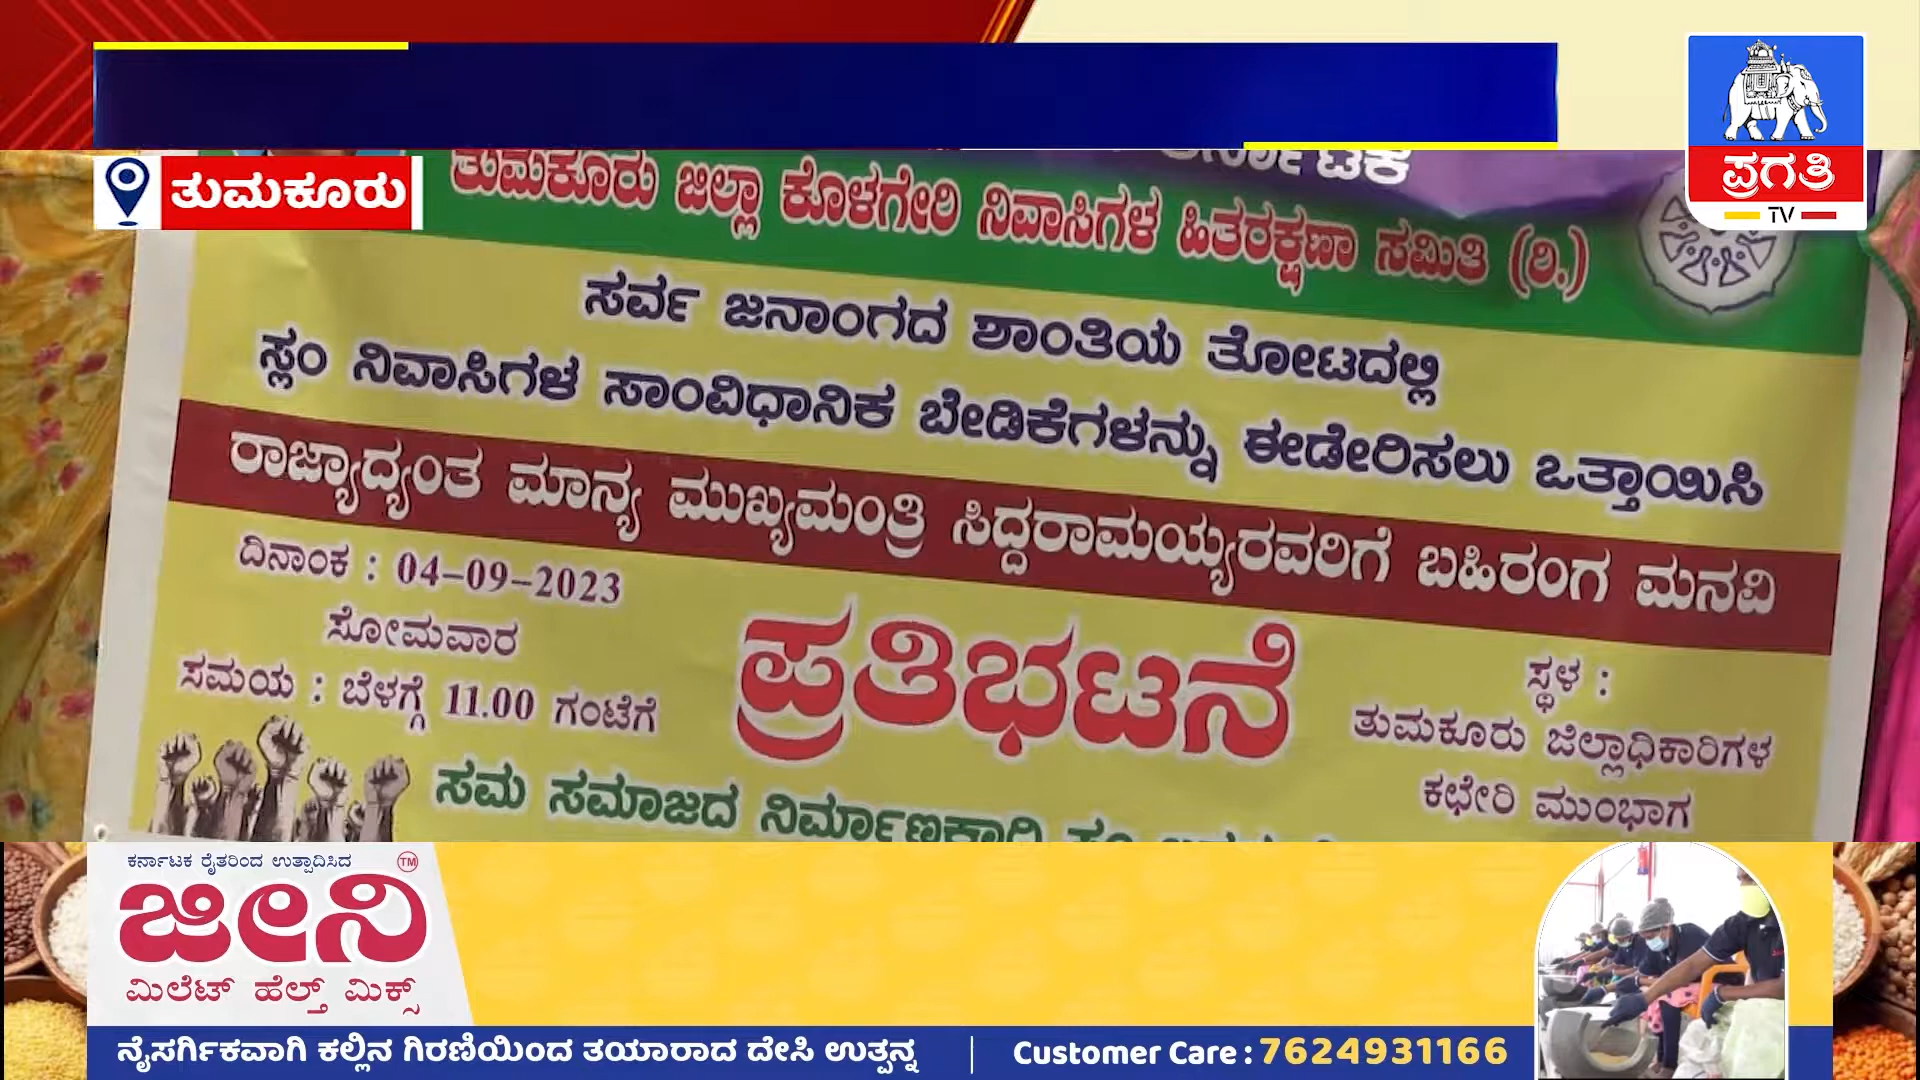 ಪ್ರಗತಿ
TV
ತುಮಕೂರು
ತುಮಕೂರು ಜಿಲ್ಲಾ ಕೊಳಗೇರಿ ನಿವಾಸಿಗಳ ಹಿತರಕ್ಷಣಾ ಸಮಿತಿ (ರಿ.)
ಸರ್ವ ಜನಾಂಗದ ಶಾಂತಿಯ ತೋಟದಲ್ಲಿ
ಸ್ಲಂ ನಿವಾಸಿಗಳ ಸಾಂವಿಧಾನಿಕ ಬೇಡಿಕೆಗಳನ್ನು ಈಡೇರಿಸಲು ಒತ್ತಾಯಿಸಿ
ರಾಜ್ಯಾದ್ಯಂತ ಮಾನ್ಯ ಮುಖ್ಯಮಂತ್ರಿ ಸಿದ್ದರಾಮಯ್ಯರವರಿಗೆ ಬಹಿರಂಗ ಮನವಿ
ದಿನಾಂಕ : 04-09-2023
ಸೋಮವಾರ
ಸಮಯ : ಬೆಳಗ್ಗೆ 11.00 ಗಂಟೆಗೆ
ಪ್ರತಿಭಟನೆ
ಸ್ಥಳ :
ತುಮಕೂರು ಜಿಲ್ಲಾಧಿಕಾರಿಗಳ
ಕಛೇರಿ ಮುಂಭಾಗ
ಸಮ ಸಮಾಜದ
ಕರ್ನಾಟಕ ರೈತರಿಂದ ಉತ್ಪಾದಿಸಿದ
ಜೀನಿ TM
ಮಿಲೆಟ್ ಹೆಲ್ತ್ ಮಿಕ್ಸ್
ನೈಸರ್ಗಿಕವಾಗಿ ಕಲ್ಲಿನ ಗಿರಣಿಯಿಂದ ತಯಾರಾದ ದೇಸಿ ಉತ್ಪನ್ನ | Customer Care : 7624931166